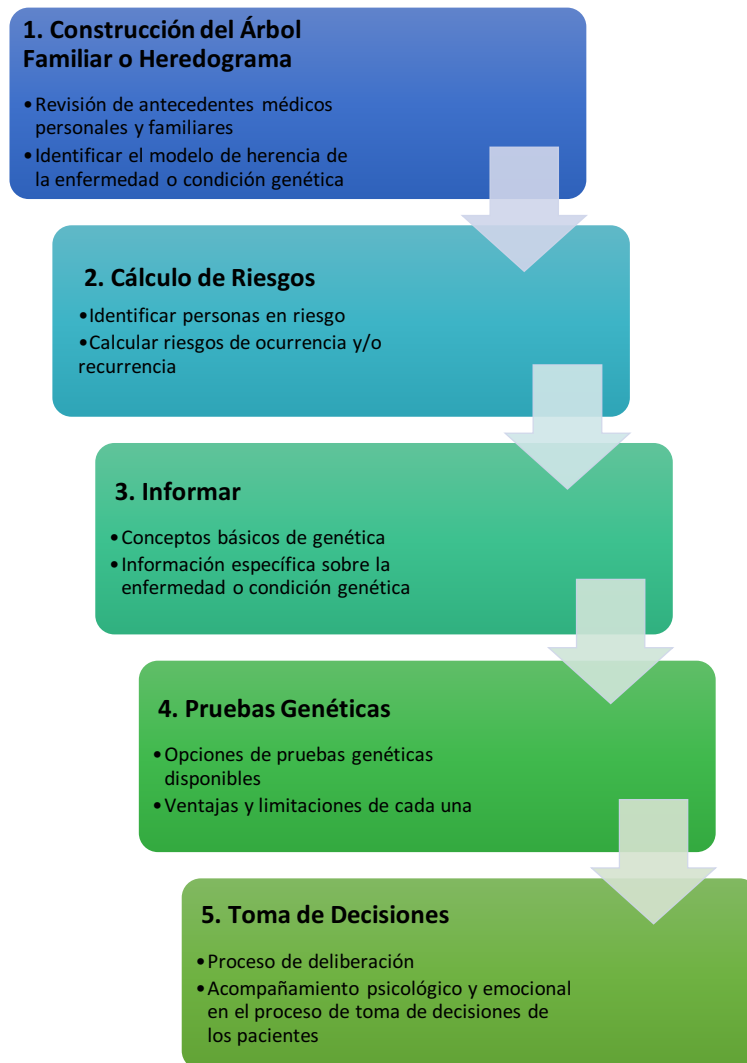 1. Construcción del Árbol
Familiar o Heredograma
•Revisión de antecedentes médicos
personales y familiares
•Identificar el modelo de herencia de
la enfermedad o condición genética
2. Cálculo de Riesgos
•Identificar personas en riesgo
•Calcular riesgos de ocurrencia y/o
recurrencia
3. Informar
•Conceptos básicos de genética
•Información específica sobre la
enfermedad o condición genética
4. Pruebas Genéticas
•Opciones de pruebas genéticas
disponibles
•Ventajas y limitaciones de cada una
5. Toma de Decisiones
•Proceso de deliberación
•Acompañamiento psicológico y emocional
en el proceso de toma de decisiones de
los pacientes